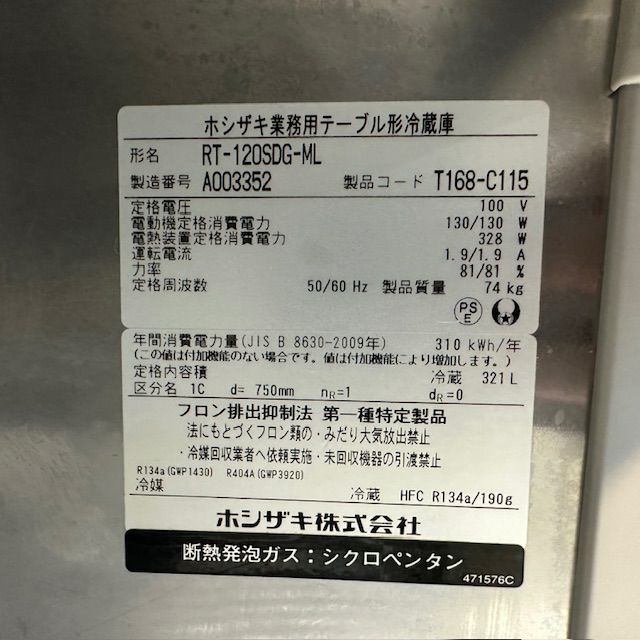 ホシザキ業務用テーブル形冷蔵庫
形名 RT-120SDG-ML
製造番号 A003352 製品コード T168-C115
定格電圧 100 V
電動機定格消費電力 130/130 W
電熱装置定格消費電力 328 W
運転電流 1.9/1.9 A
力率 81/81 %
定格周波数 50/60 Hz 製品質量 74 kg
PS
E
年間消費電力量(JIS B 8630-2009年) 310 kWh/年
(この値は付加機能のない場合です。値は付加機能により増加します。)
定格内容積 冷蔵 321 L
区分名 1C d= 750mm nR=1 dR=0
フロン排出抑制法 第一種特定製品
法にもとづくフロン類の・みだり大気放出禁止
・冷媒回収業者へ依頼実施・未回収機器の引渡禁止
R134a(GWP1430) R404A(GWP3920)
冷媒 冷蔵 HFC R134a/190g
ホシザキ株式会社
断熱発泡ガス：シクロペンタン
471576C